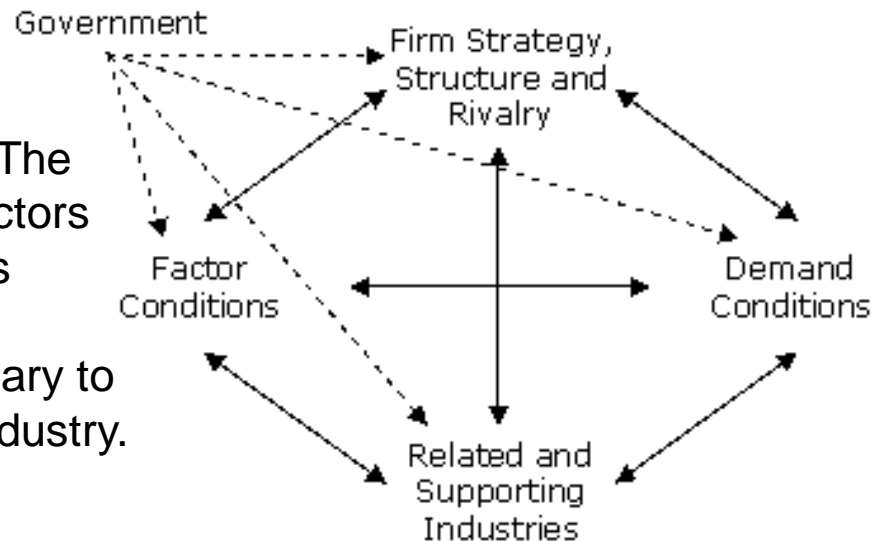 Government
Firm Strategy,
Structure and
Rivalry
The
ctors
s
ary to
dustry.
Factor
Conditions
Demand
Conditions
Related and
Supporting
Industries